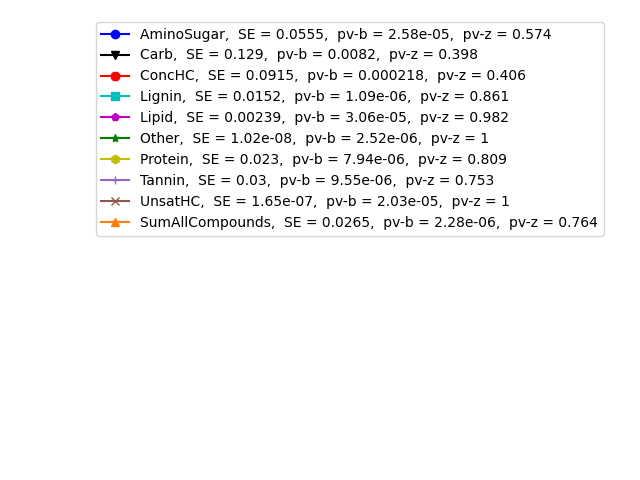 AminoSugar,  SE = 0.0555,  pv-b = 2.58e-05,  pv-z = 0.574
Carb,  SE = 0.129,  pv-b = 0.0082,  pv-z = 0.398
ConcHC,  SE = 0.0915,  pv-b = 0.000218,  pv-z = 0.406
Lignin,  SE = 0.0152,  pv-b = 1.09e-06,  pv-z = 0.861
Lipid,  SE = 0.00239,  pv-b = 3.06e-05,  pv-z = 0.982
Other,  SE = 1.02e-08,  pv-b = 2.52e-06,  pv-z = 1
Protein,  SE = 0.023,  pv-b = 7.94e-06,  pv-z = 0.809
Tannin,  SE = 0.03,  pv-b = 9.55e-06,  pv-z = 0.753
UnsatHC,  SE = 1.65e-07,  pv-b = 2.03e-05,  pv-z = 1
SumAllCompounds,  SE = 0.0265,  pv-b = 2.28e-06,  pv-z = 0.764